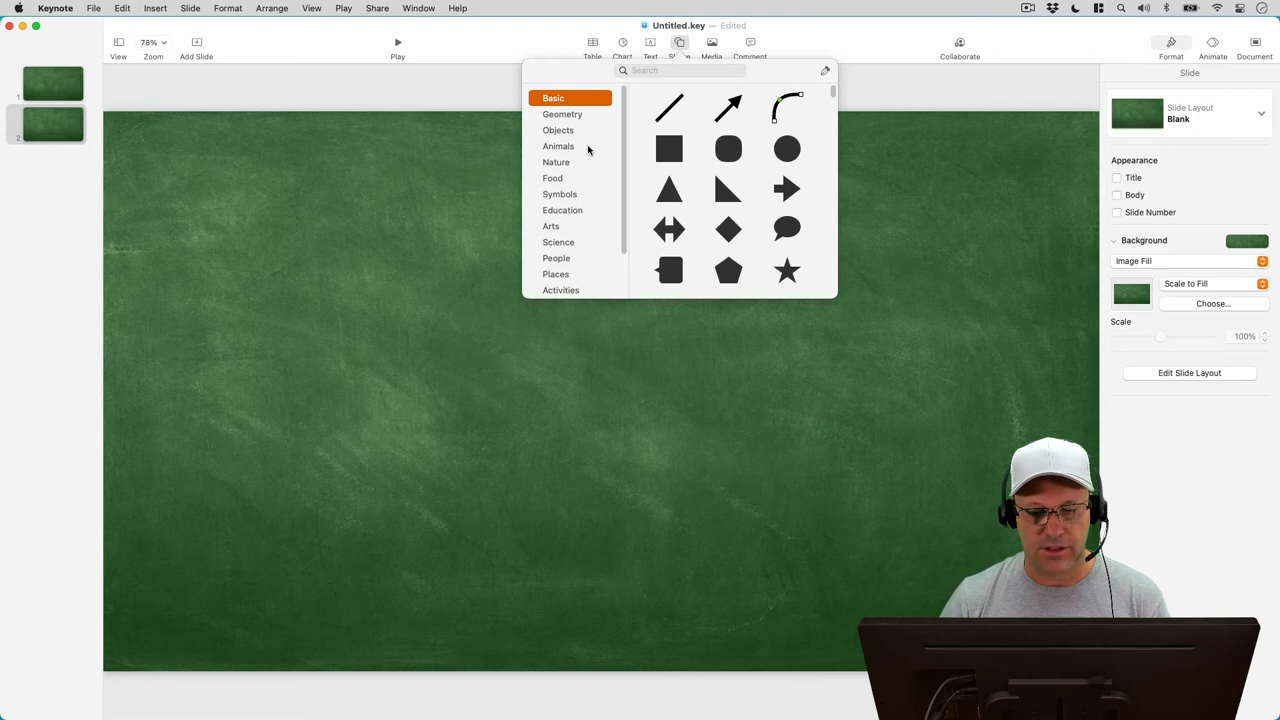 Keynote File Edit Insert Slide Format Arrange View Play Share Window Help
Untitled.key — Edited
78%
View Zoom Add Slide Play Table Chart Text Media Comment Collaborate Format Animate Document
Search
Basic
Geometry
Objects
Animals
Nature
Food
Symbols
Education
Arts
Science
People
Places
Activities
1
2
Slide
Slide Layout
Blank
Appearance
Title
Body
Slide Number
Background
Image Fill
Scale to Fill
Choose...
Scale
100%
Edit Slide Layout